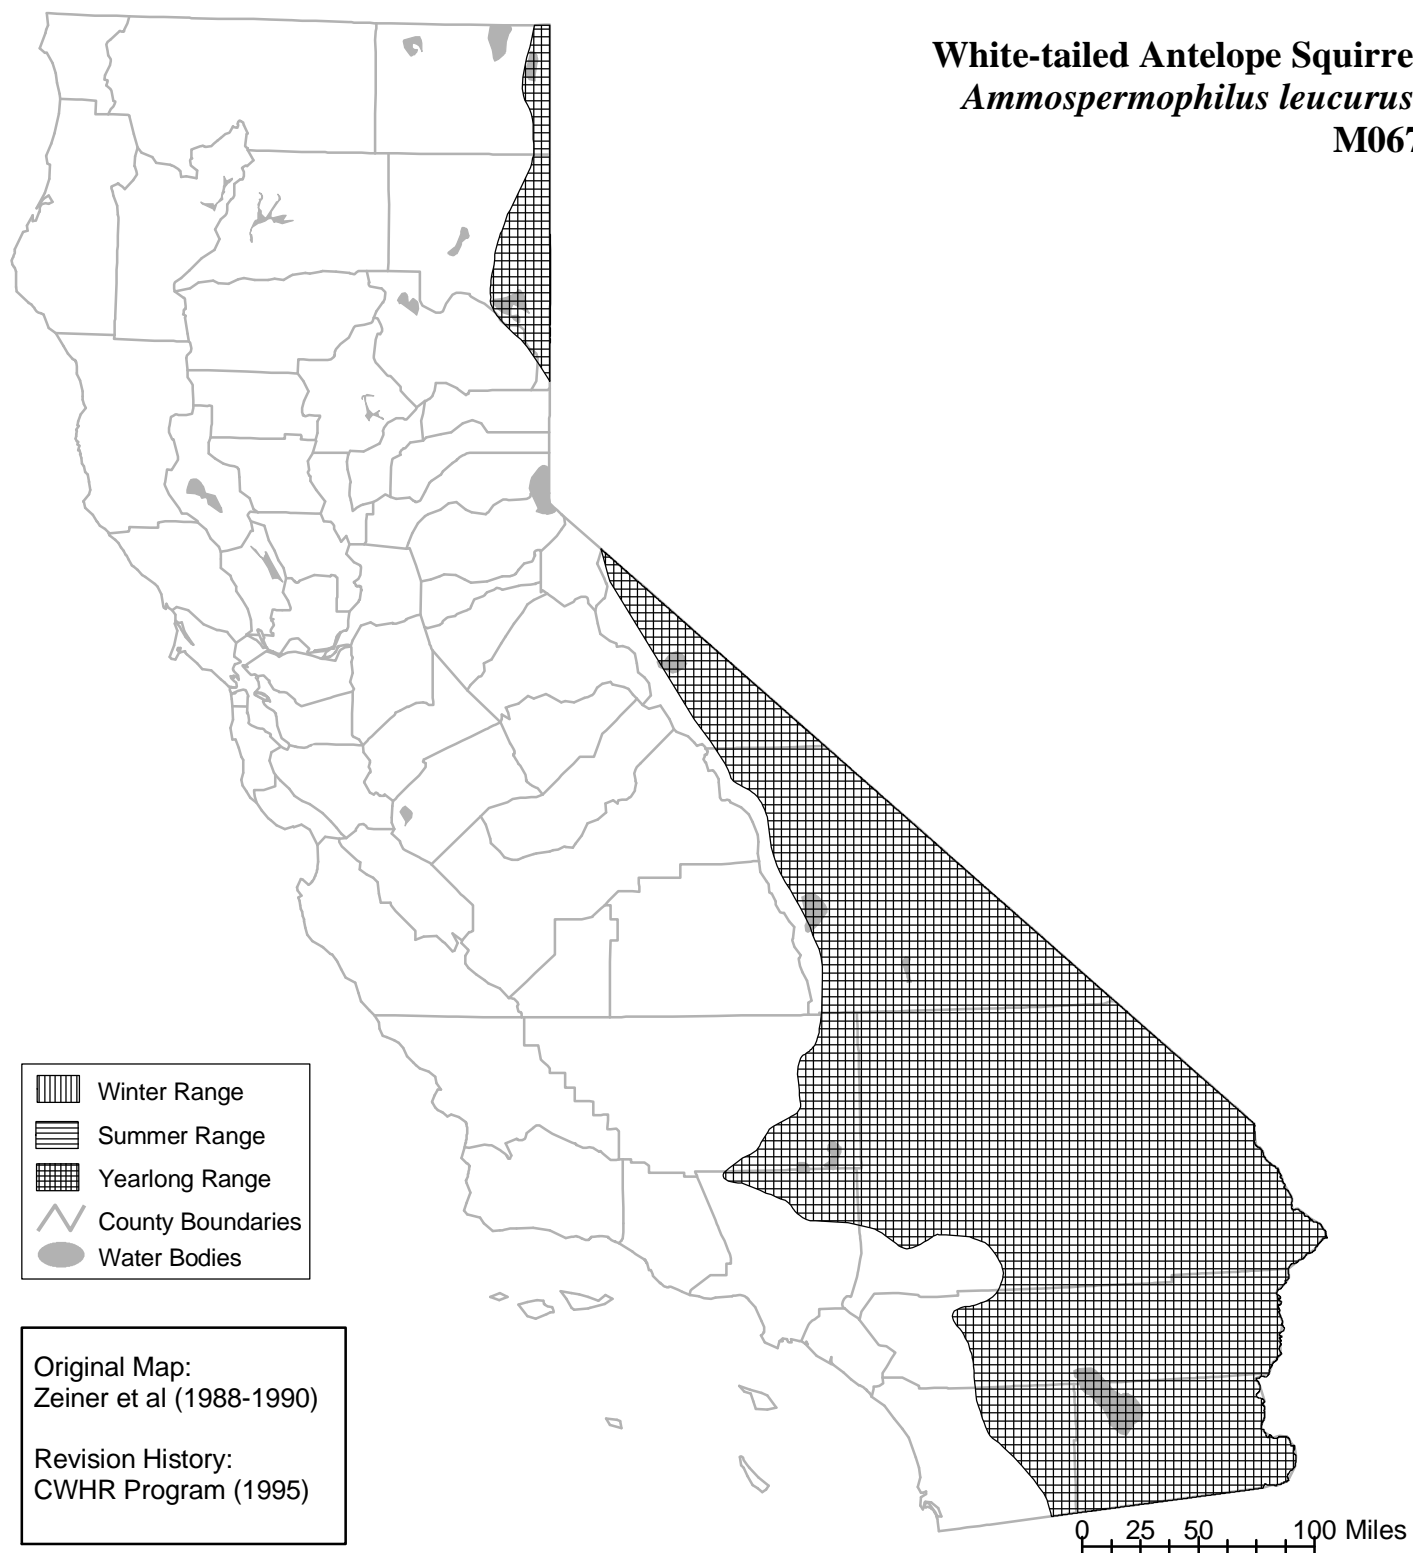 White-tailed Antelope Squirre
Ammospermophilus leucurus
M067
Winter Range
Summer Range
Yearlong Range
County Boundaries
Water Bodies
Original Map:
Zeiner et al (1988-1990)
Revision History:
CWHR Program (1995)
0 25 50 100 Miles